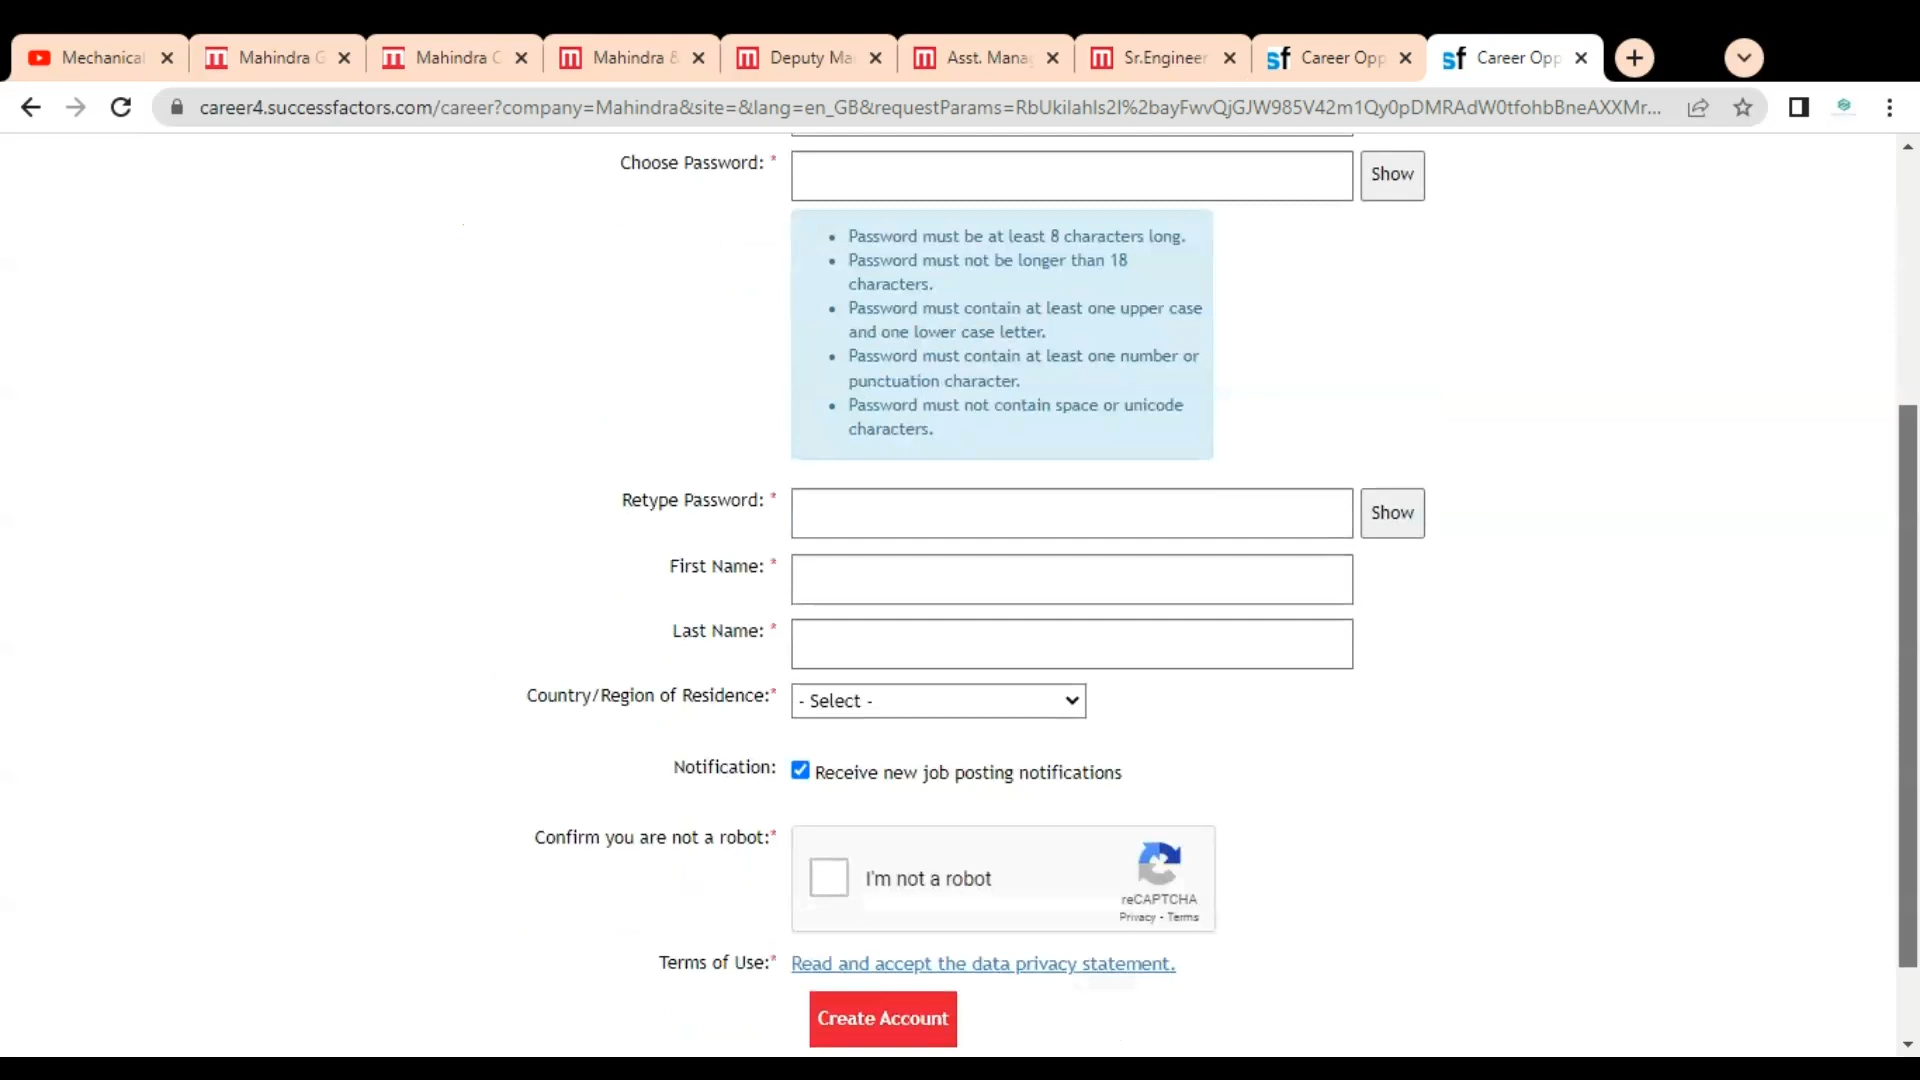 Mechanical
Mahindra G
Mahindra C
Mahindra &
Deputy Ma
Asst. Mana
Sr.Engineer
sf Career Opp
sf Career Opp
career4.successfactors.com/career?company=Mahindra&site=&lang=en_GB&requestParams=RbUkilahIs2I%2bayFwvQjGJW985V42m1Qy0pDMRAdW0tfohbBneAXXMr...
Choose Password: *
Show
• Password must be at least 8 characters long.
• Password must not be longer than 18
characters.
• Password must contain at least one upper case
and one lower case letter.
• Password must contain at least one number or
punctuation character.
• Password must not contain space or unicode
characters.
Retype Password: *
Show
First Name: *
Last Name: *
Country/Region of Residence:*
- Select -
Notification:
Receive new job posting notifications
Confirm you are not a robot:*
I'm not a robot
reCAPTCHA
Privacy - Terms
Terms of Use:*
Read and accept the data privacy statement.
Create Account